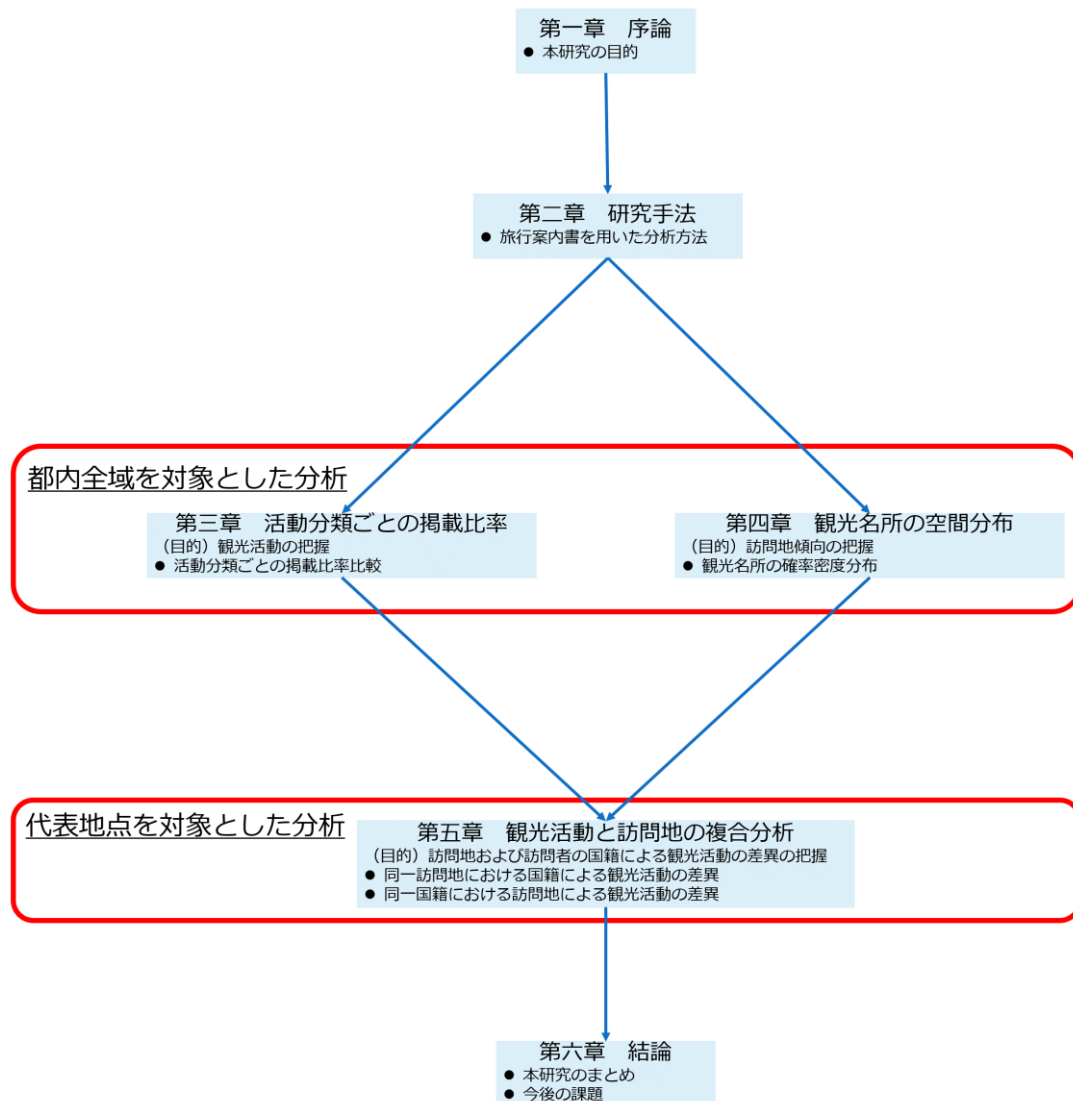 第一章　序論
● 本研究の目的
第二章　研究手法
● 旅行案内書を用いた分析方法
都内全域を対象とした分析
第三章　活動分類ごとの掲載比率
（目的）観光活動の把握
● 活動分類ごとの掲載比率比較
第四章　観光名所の空間分布
（目的）訪問地傾向の把握
● 観光名所の確率密度分布
代表地点を対象とした分析
第五章　観光活動と訪問地の複合分析
（目的）訪問地および訪問者の国籍による観光活動の差異の把握
● 同一訪問地における国籍による観光活動の差異
● 同一国籍における訪問地による観光活動の差異
第六章　結論
● 本研究のまとめ
● 今後の課題